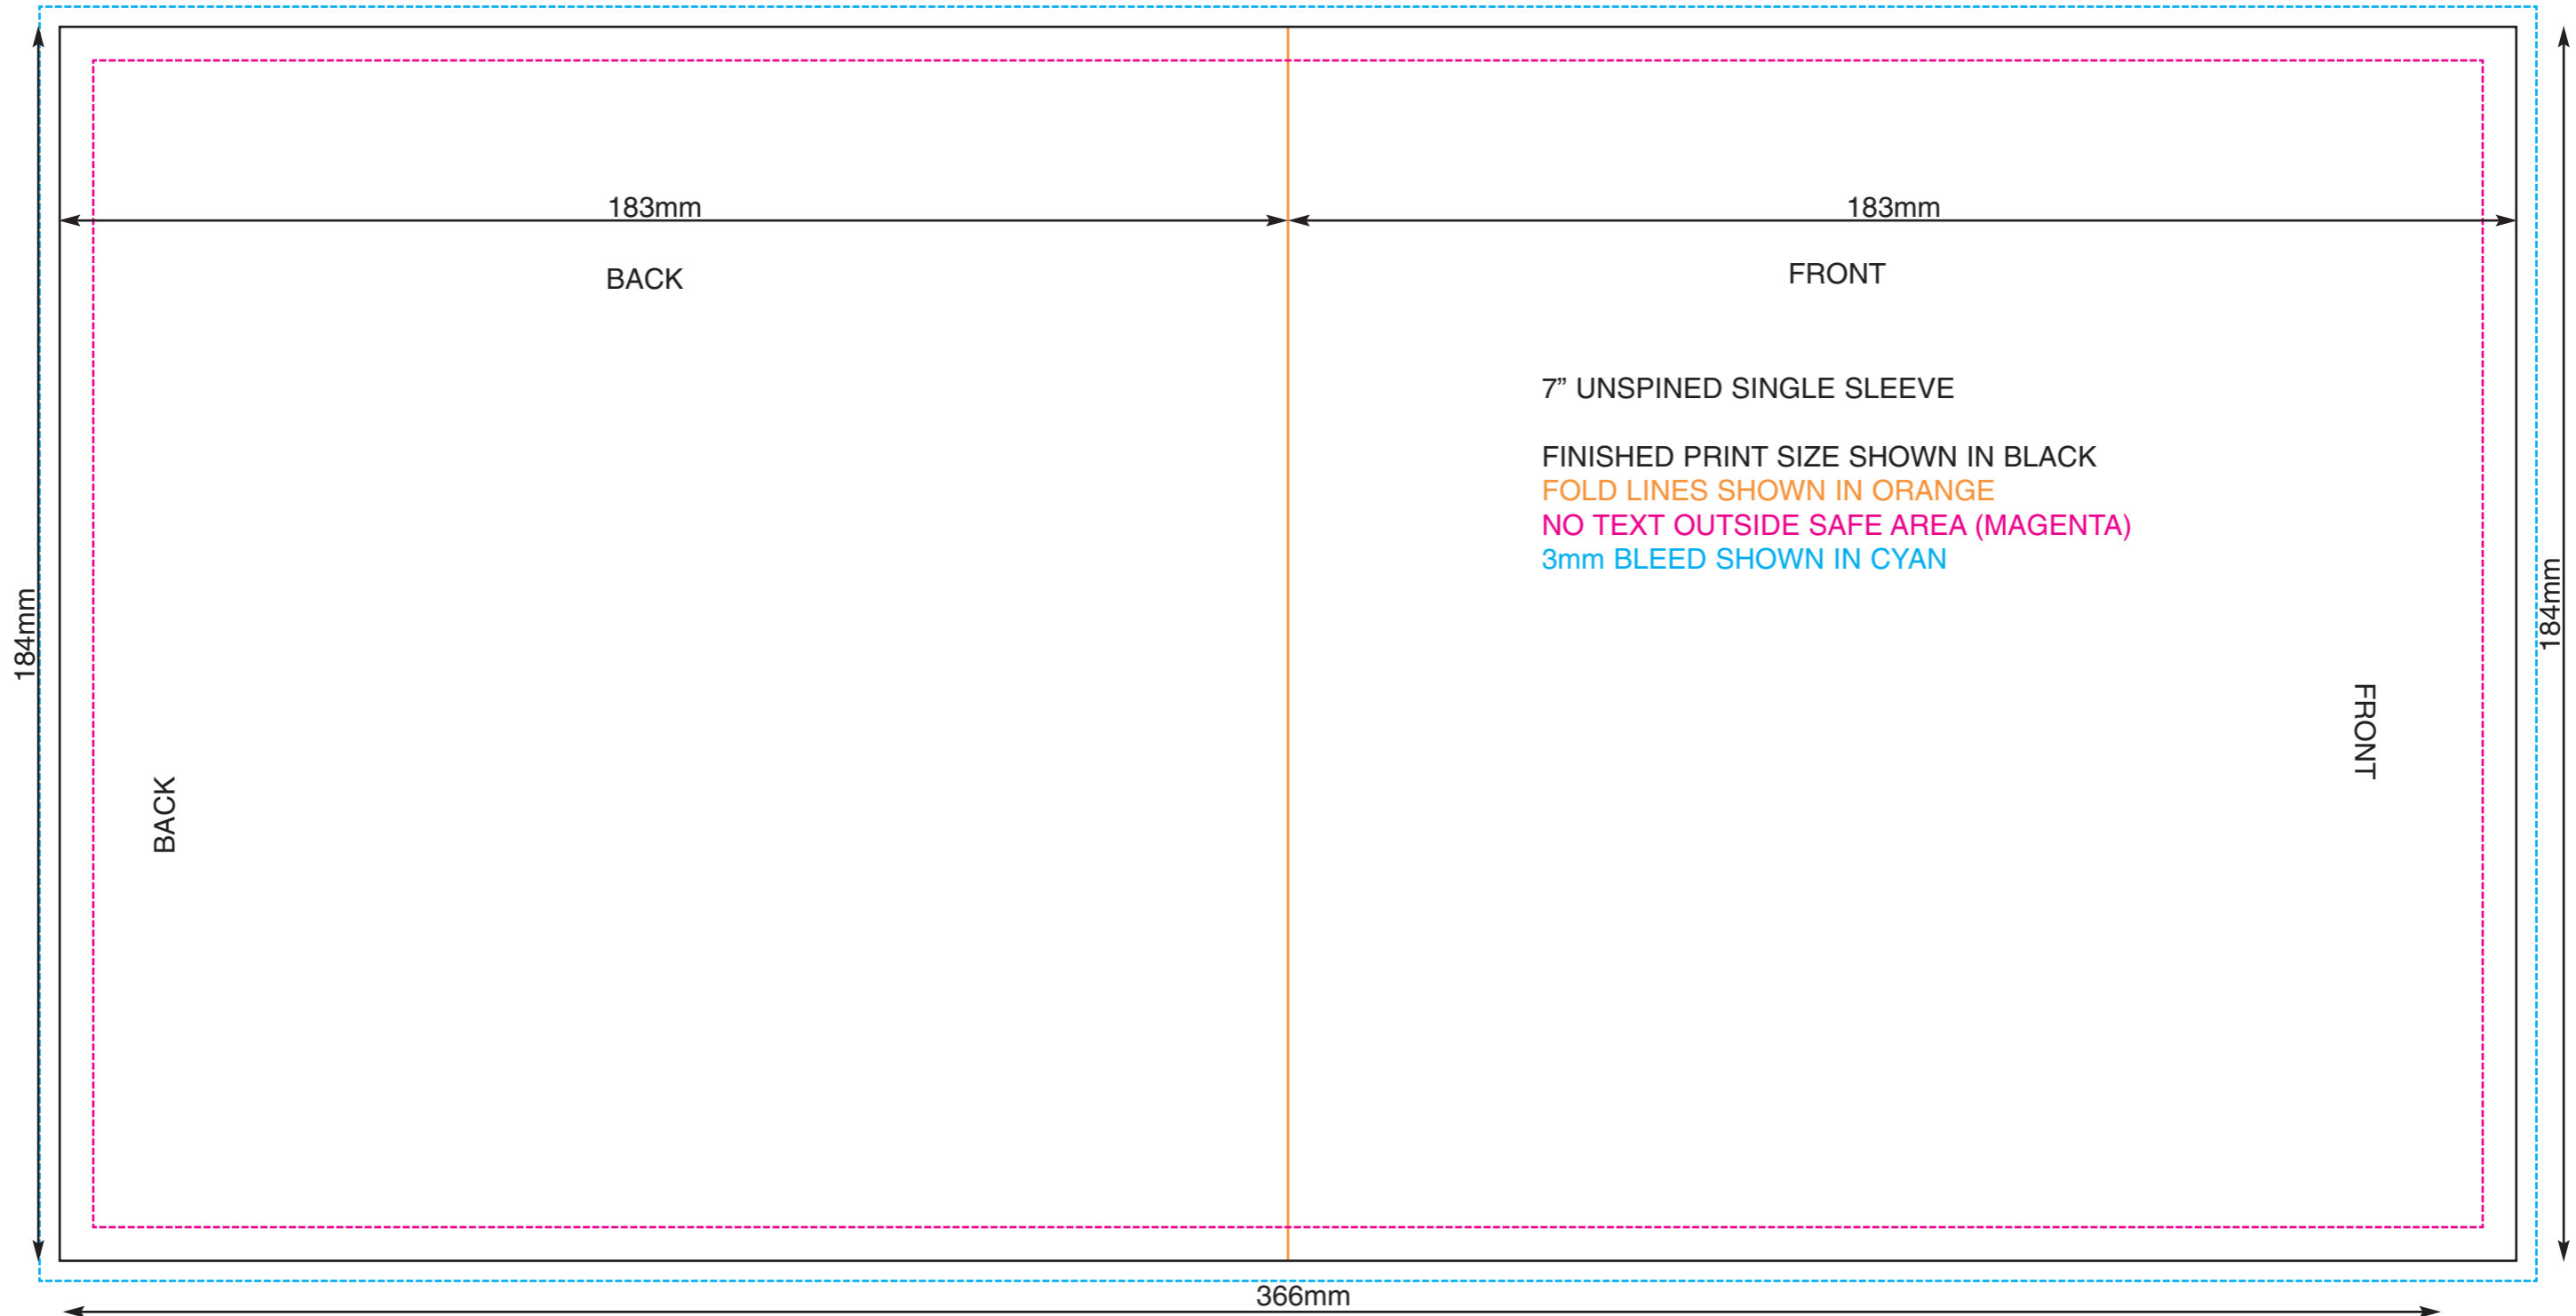 183mm
183mm
BACK
FRONT
7” UNSPINED SINGLE SLEEVE
FINISHED PRINT SIZE SHOWN IN BLACK
FOLD LINES SHOWN IN ORANGE
NO TEXT OUTSIDE SAFE AREA (MAGENTA)
3mm BLEED SHOWN IN CYAN
184mm
184mm
FRONT
BACK
366mm